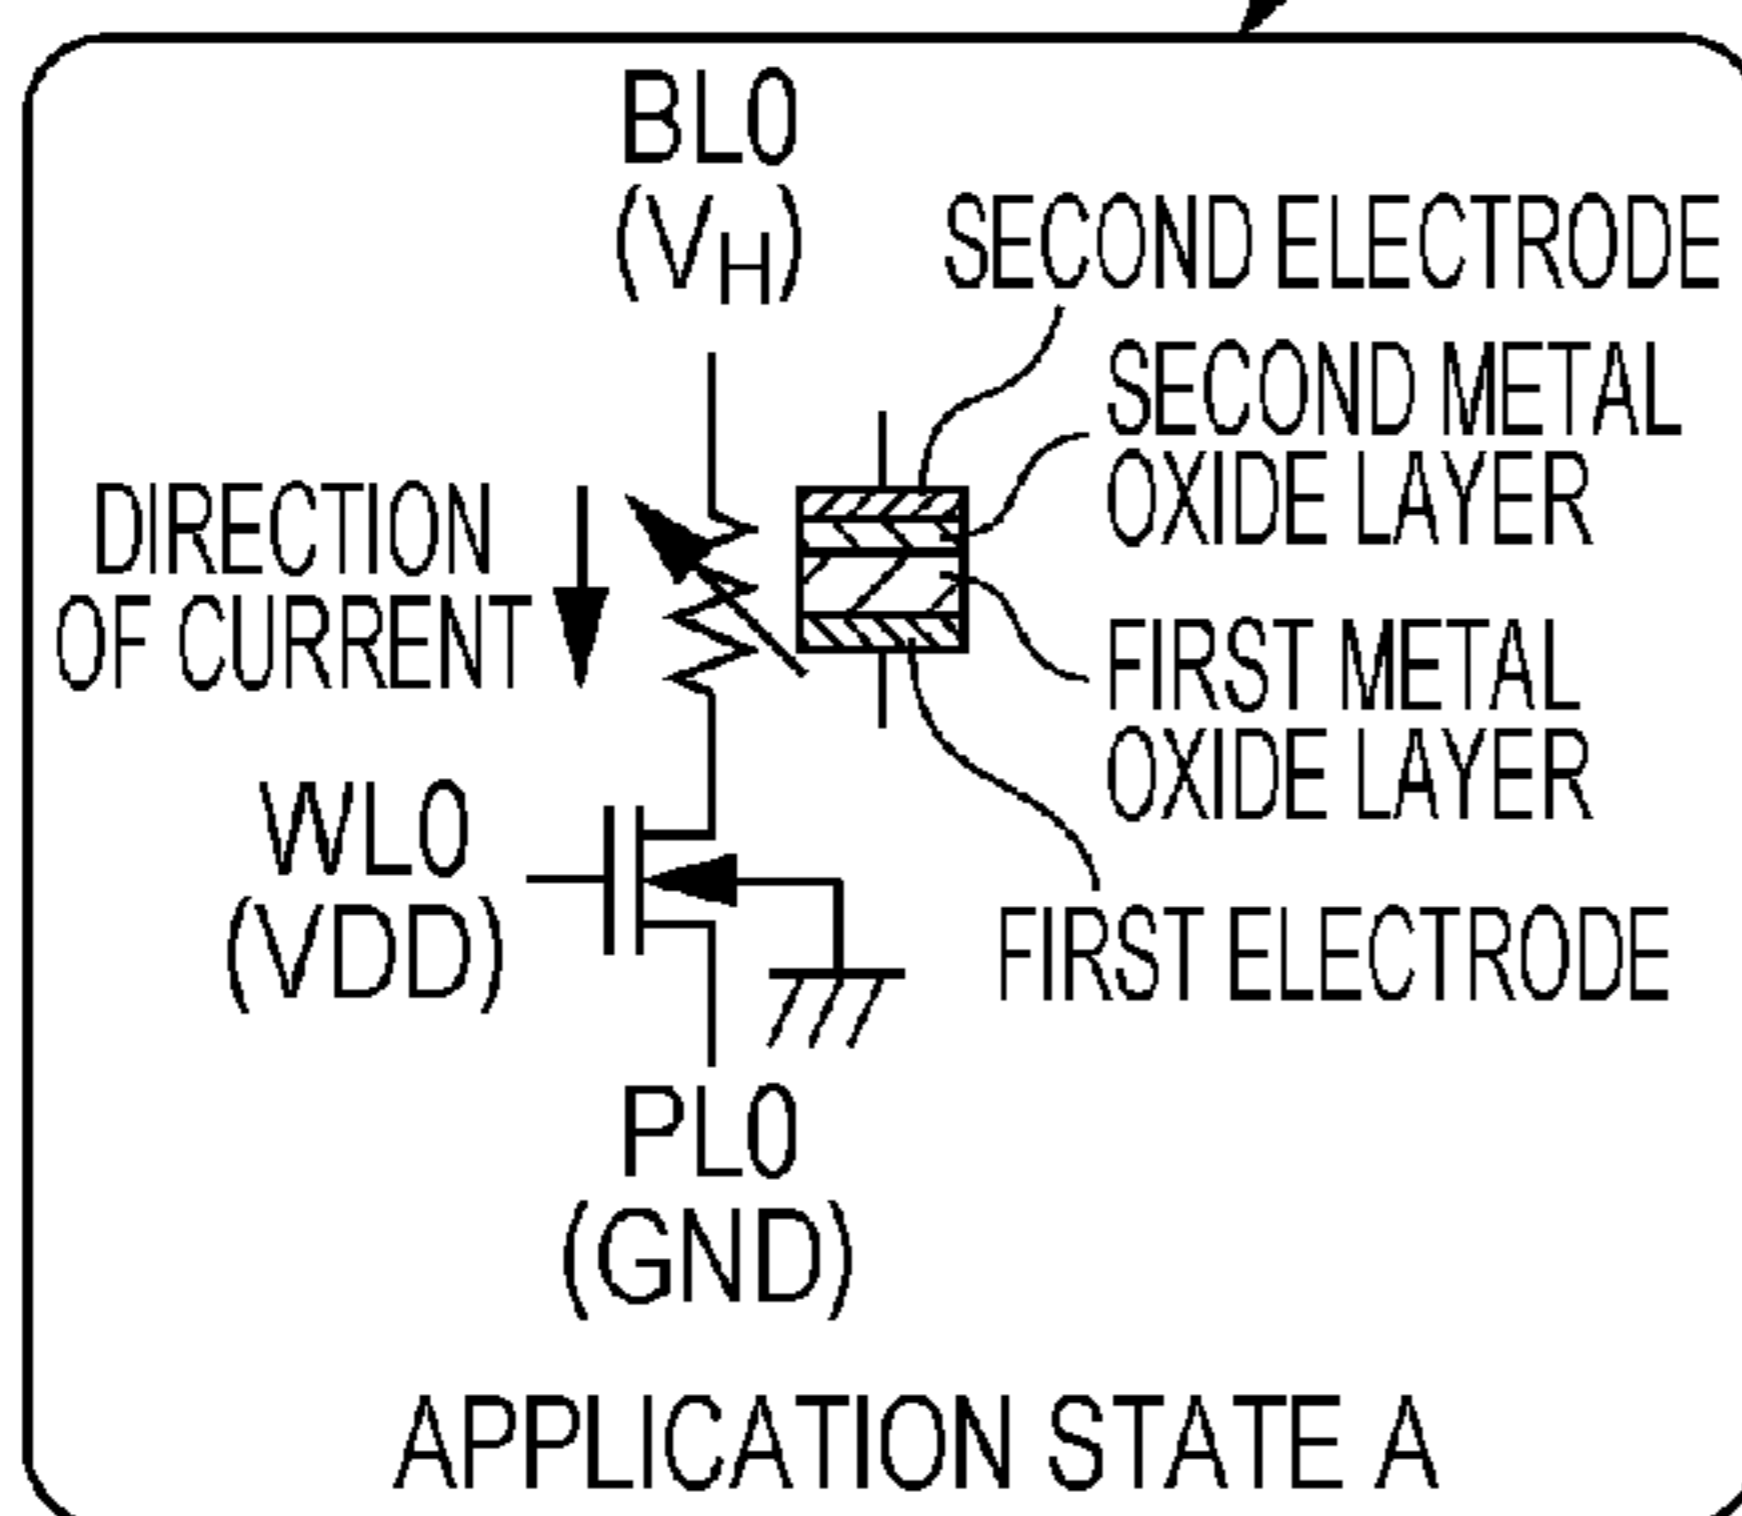 BL0
(VH)
SECOND ELECTRODE
SECOND METAL
OXIDE LAYER
DIRECTION
OF CURRENT
FIRST METAL
OXIDE LAYER
WL0
(VDD)
FIRST ELECTRODE
PL0
(GND)
APPLICATION STATE A